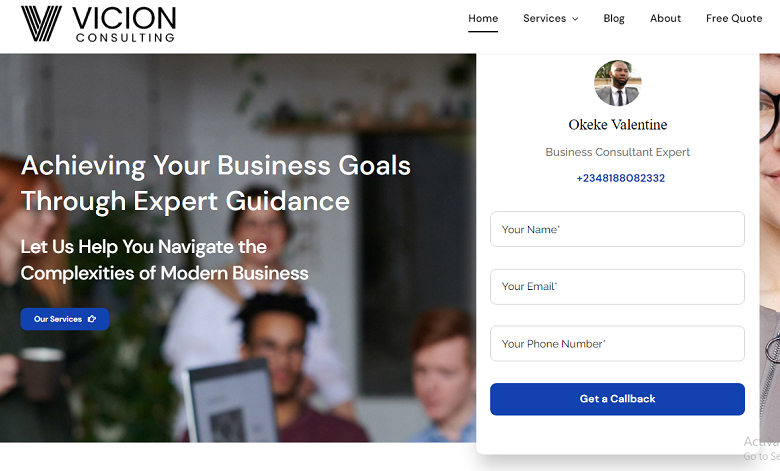 VICION
CONSULTING
Home
Services
Blog
About
Free Quote
Okeke Valentine
Business Consultant Expert
+2348188082332
Achieving Your Business Goals
Through Expert Guidance
Let Us Help You Navigate the
Complexities of Modern Business
Our Services
Your Name*
Your Email*
Your Phone Number*
Get a Callback
Activa
Go to Se